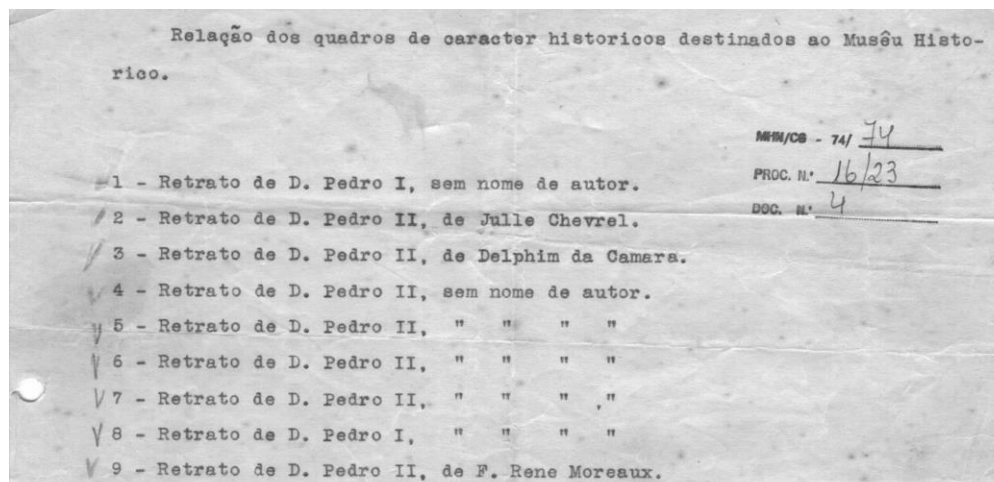 Relação dos quadros de caracter historicos destinados ao Musêu Histo-
rico.
MHN/CG - 74/ 74
PROC. N.º 16/23
DOC. N.º 4
1 - Retrato de D. Pedro I, sem nome de autor.
2 - Retrato de D. Pedro II, de Julle Chevrel.
3 - Retrato de D. Pedro II, de Delphim da Camara.
4 - Retrato de D. Pedro II, sem nome de autor.
5 - Retrato de D. Pedro II, " " " "
6 - Retrato de D. Pedro II, " " " "
7 - Retrato de D. Pedro II, " " " "
8 - Retrato de D. Pedro I, " " " "
9 - Retrato de D. Pedro II, de F. Rene Moreaux.